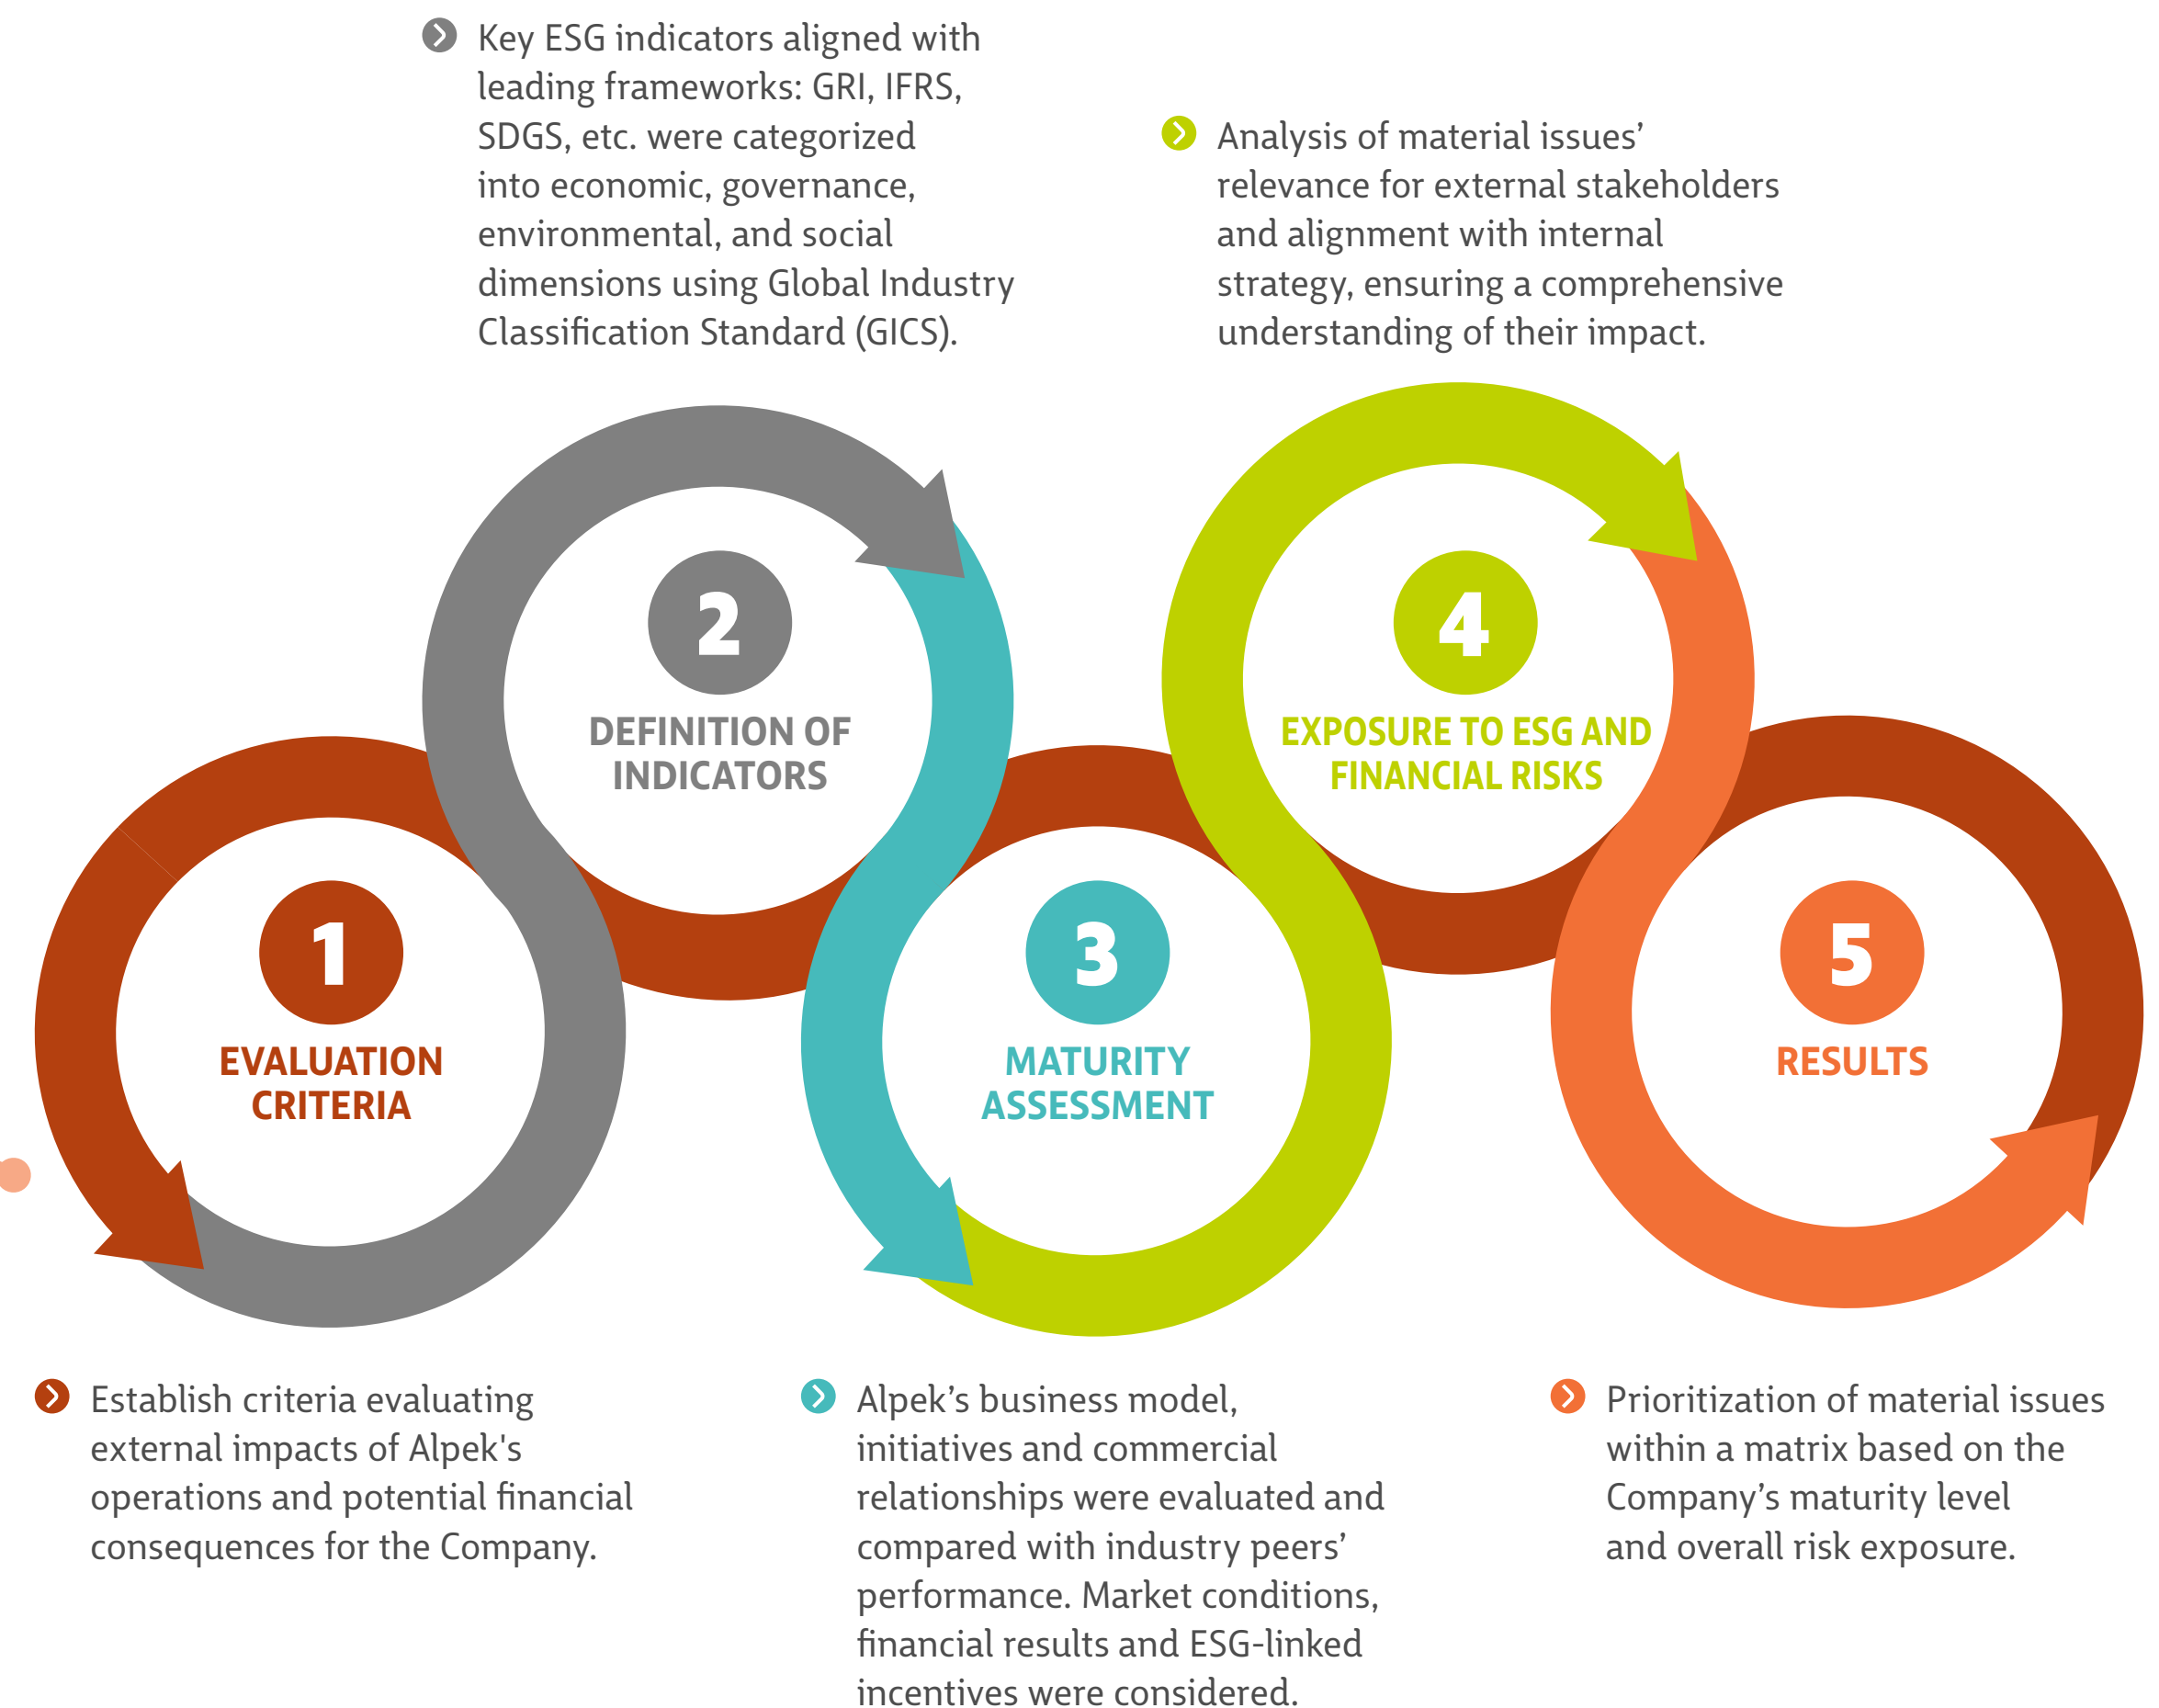 Key ESG indicators aligned with
leading frameworks: GRI, IFRS,
SDGS, etc. were categorized
into economic, governance,
environmental, and social
dimensions using Global Industry
Classification Standard (GICS).
Analysis of material issues’
relevance for external stakeholders
and alignment with internal
strategy, ensuring a comprehensive
understanding of their impact.
1
EVALUATION
CRITERIA
2
DEFINITION OF
INDICATORS
3
MATURITY
ASSESSMENT
4
EXPOSURE TO ESG AND
FINANCIAL RISKS
5
RESULTS
Establish criteria evaluating
external impacts of Alpek's
operations and potential financial
consequences for the Company.
Alpek’s business model,
initiatives and commercial
relationships were evaluated and
compared with industry peers’
performance. Market conditions,
financial results and ESG-linked
incentives were considered.
Prioritization of material issues
within a matrix based on the
Company’s maturity level
and overall risk exposure.